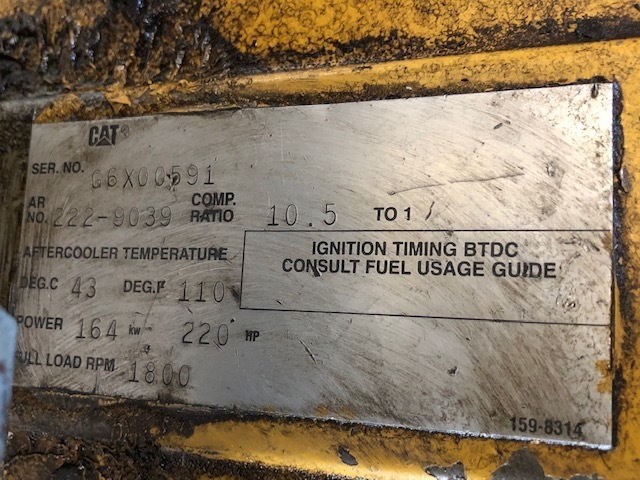 CAT
SER. NO. G6X00591
AR NO. 222-9039 COMP. RATIO 10.5 TO 1
AFTERCOOLER TEMPERATURE
DEG.C 43 DEG.F 110
IGNITION TIMING BTDC
CONSULT FUEL USAGE GUIDE
POWER 164 KW 220 HP
ULL LOAD RPM 1800
159-8314